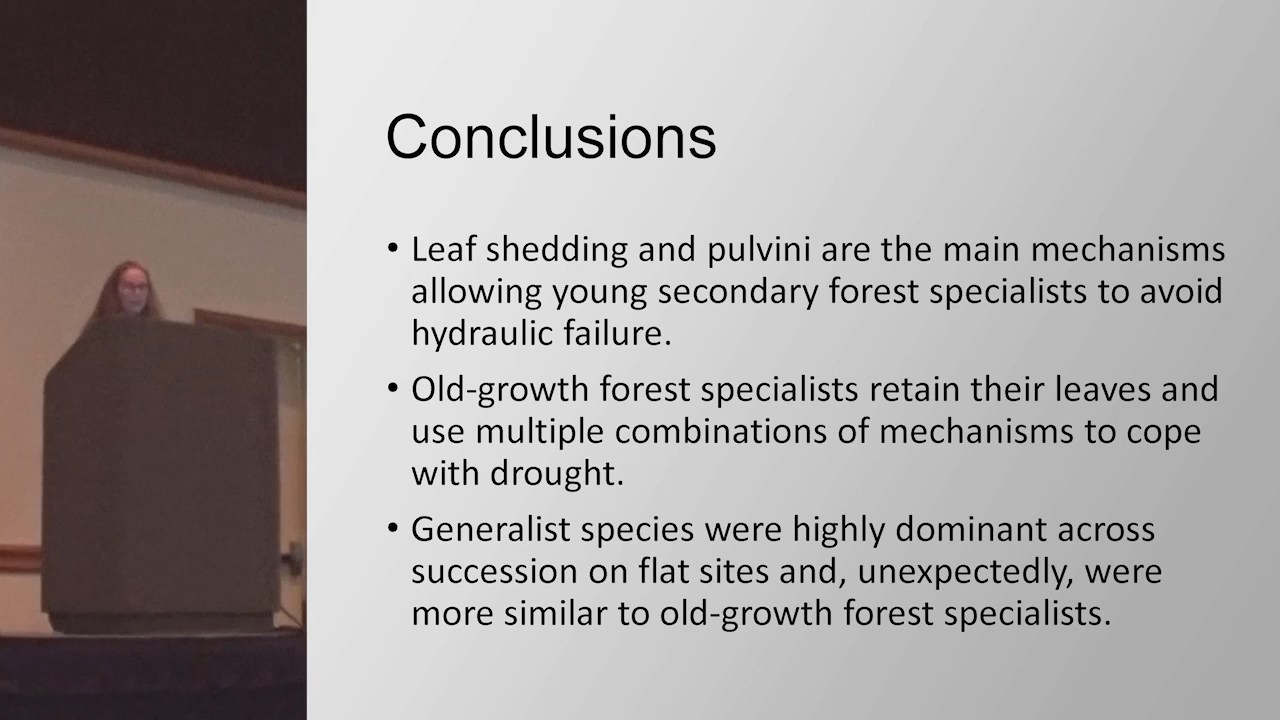 Conclusions
• Leaf shedding and pulvini are the main mechanisms
allowing young secondary forest specialists to avoid
hydraulic failure.
• Old-growth forest specialists retain their leaves and
use multiple combinations of mechanisms to cope
with drought.
• Generalist species were highly dominant across
succession on flat sites and, unexpectedly, were
more similar to old-growth forest specialists.